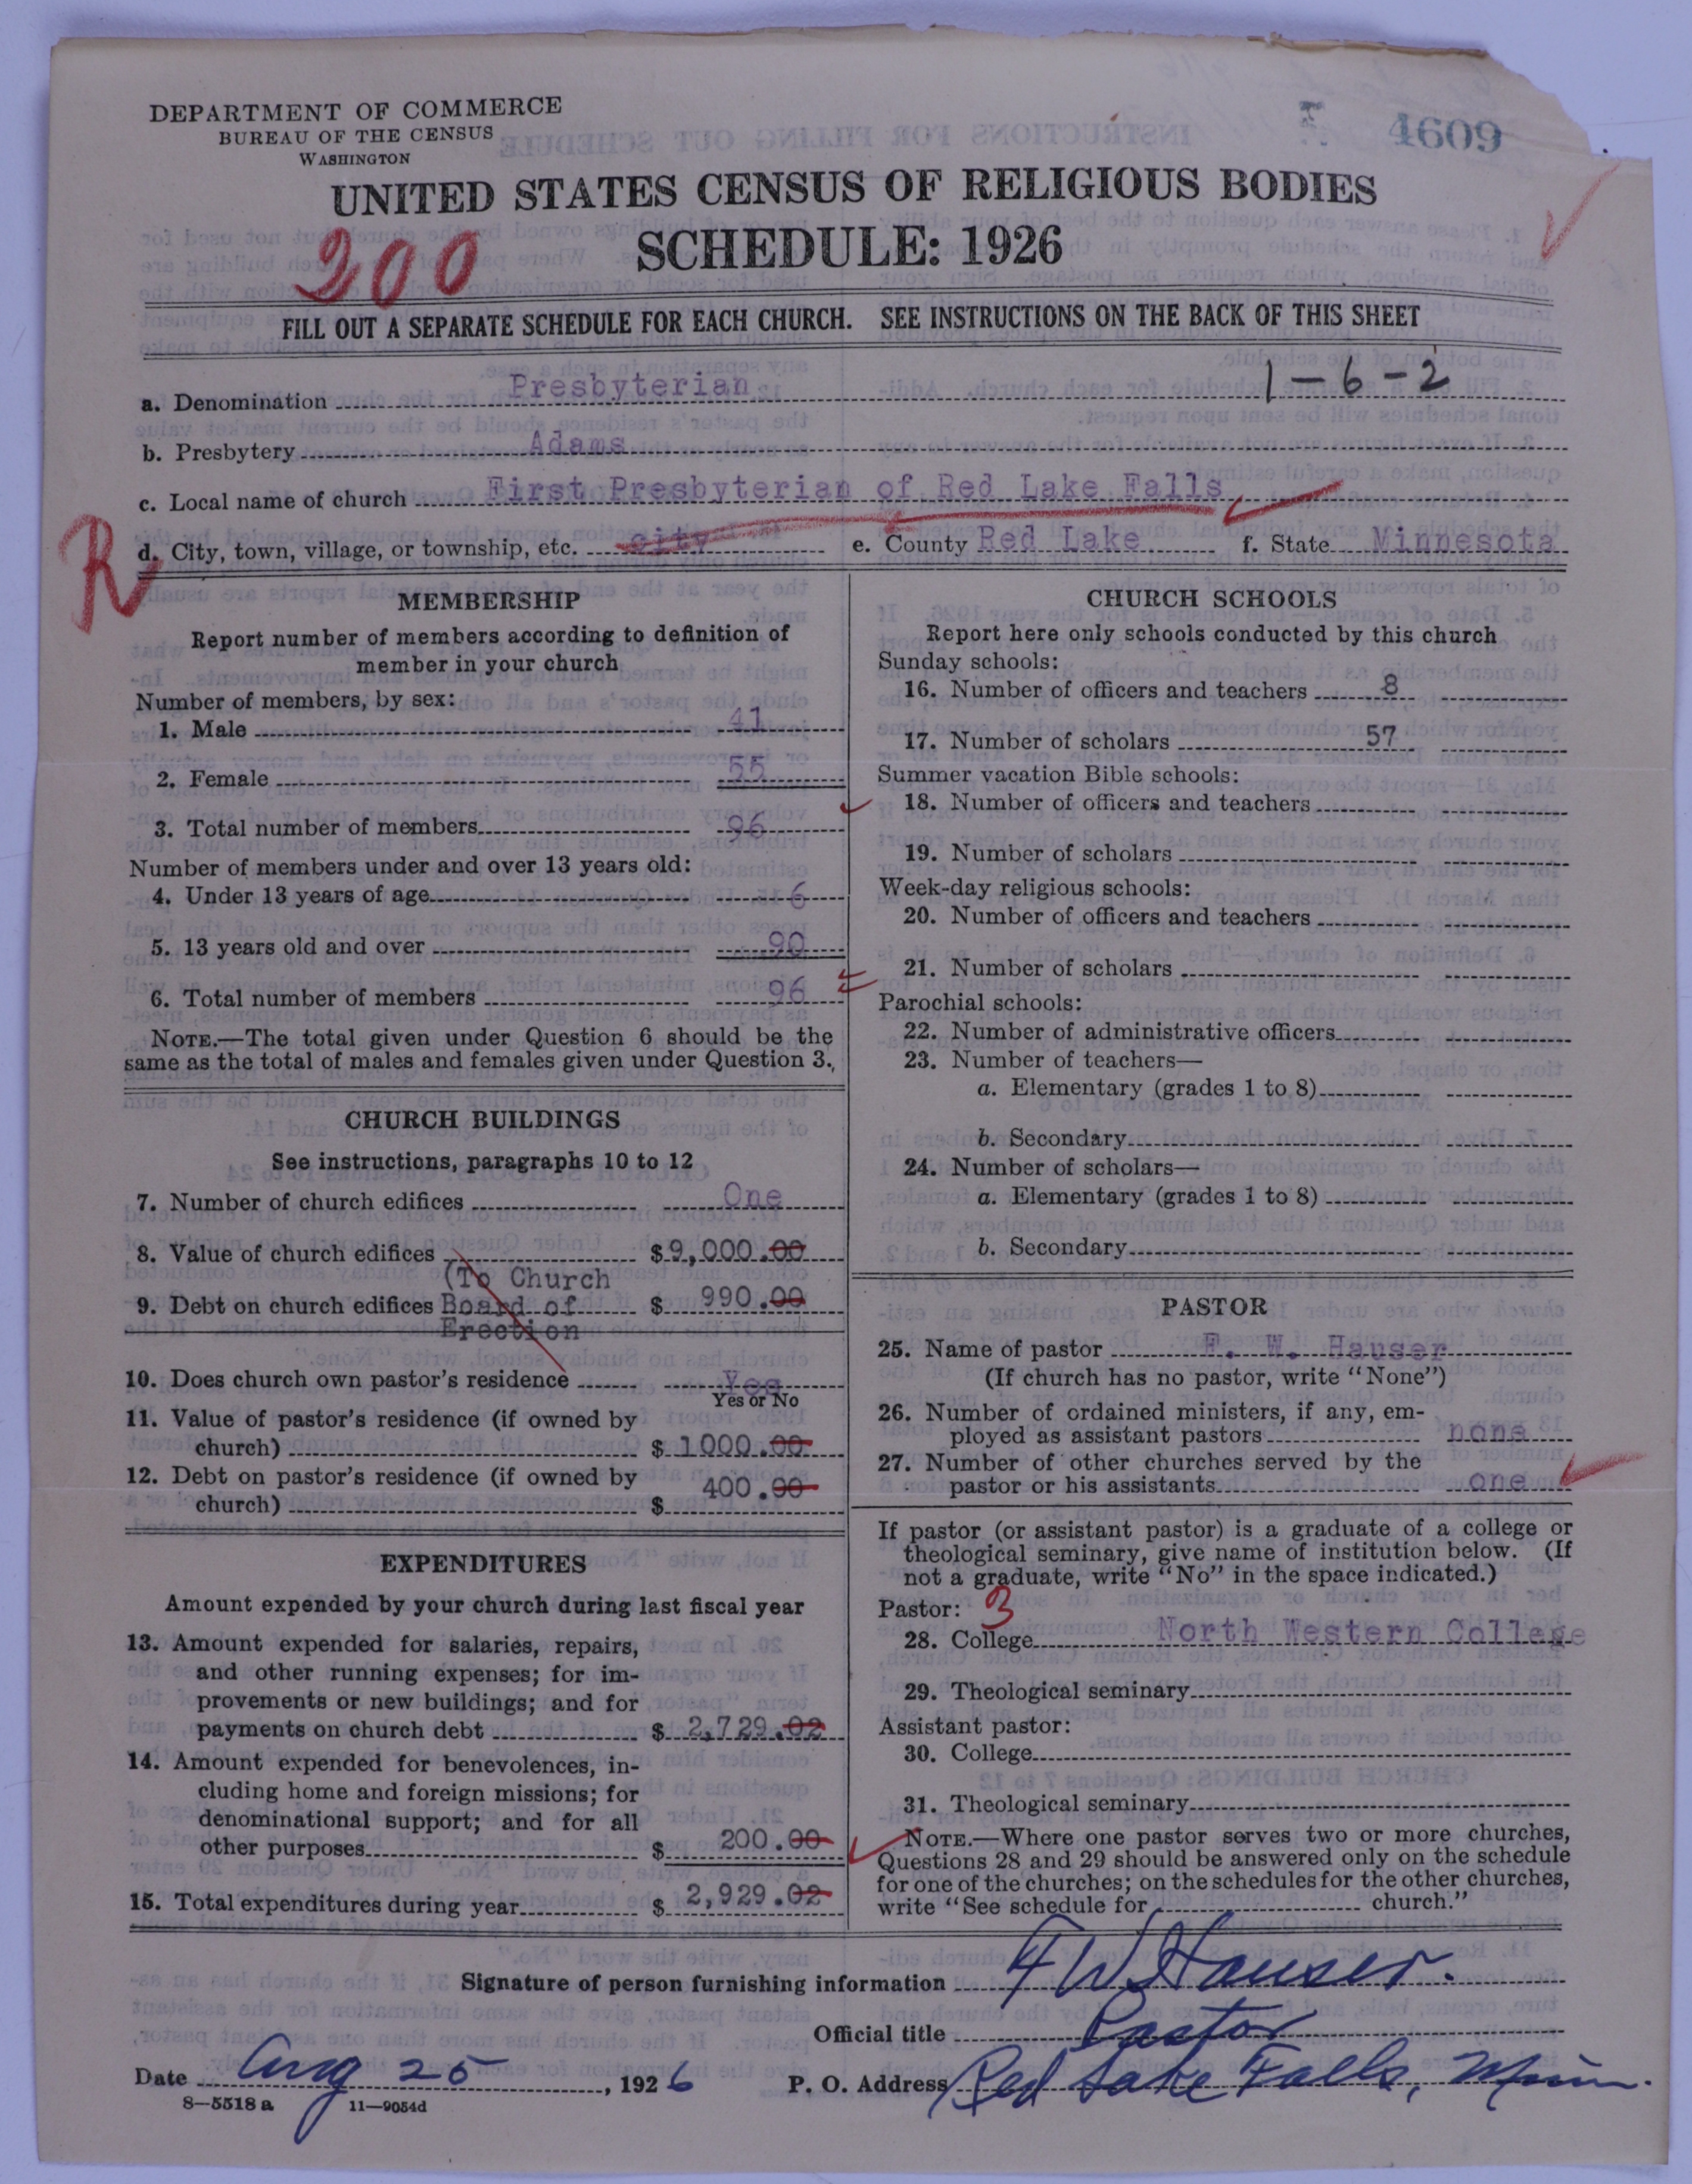 DEPARTMENT OF COMMERCE
BUREAU OF THE CENSUS
WASHINGTON
4609
UNITED STATES CENSUS OF RELIGIOUS BODIES
SCHEDULE: 1926
200
FILL OUT A SEPARATE SCHEDULE FOR EACH CHURCH. SEE INSTRUCTIONS ON THE BACK OF THIS SHEET
1-6-2
a. Denomination Presbyterian
b. Presbytery Adams
c. Local name of church First Presbyterian of Red Lake Falls
R
d. City, town, village, or township, etc. city e. County Red Lake f. State Minnesota
MEMBERSHIP
Report number of members according to definition of
member in your church
Number of members, by sex:
1. Male 41
2. Female 55
3. Total number of members 96
Number of members under and over 13 years old:
4. Under 13 years of age 6
5. 13 years old and over 90
6. Total number of members 96
NOTE.—The total given under Question 6 should be the
same as the total of males and females given under Question 3.
CHURCH BUILDINGS
See instructions, paragraphs 10 to 12
7. Number of church edifices One
8. Value of church edifices $9,000.00
(To Church
9. Debt on church edifices Board of $ 990.00
Erection
10. Does church own pastor's residence Yes
Yes or No
11. Value of pastor's residence (if owned by
church) $ 1000.00
12. Debt on pastor's residence (if owned by
church) $ 400.00
EXPENDITURES
Amount expended by your church during last fiscal year
13. Amount expended for salaries, repairs,
and other running expenses; for im-
provements or new buildings; and for
payments on church debt $ 2,729.02
14. Amount expended for benevolences, in-
cluding home and foreign missions; for
denominational support; and for all
other purposes $ 200.00
15. Total expenditures during year $ 2,929.02
CHURCH SCHOOLS
Report here only schools conducted by this church
Sunday schools:
16. Number of officers and teachers 8
17. Number of scholars 57
Summer vacation Bible schools:
18. Number of officers and teachers
19. Number of scholars
Week-day religious schools:
20. Number of officers and teachers
21. Number of scholars
Parochial schools:
22. Number of administrative officers
23. Number of teachers—
a. Elementary (grades 1 to 8)
b. Secondary
24. Number of scholars—
a. Elementary (grades 1 to 8)
b. Secondary
PASTOR
25. Name of pastor F. W. Hauser
(If church has no pastor, write "None")
26. Number of ordained ministers, if any, em-
ployed as assistant pastors none
27. Number of other churches served by the
pastor or his assistants one
If pastor (or assistant pastor) is a graduate of a college or
theological seminary, give name of institution below. (If
not a graduate, write "No" in the space indicated.)
Pastor: 3
28. College North Western College
29. Theological seminary
Assistant pastor:
30. College
31. Theological seminary
NOTE.—Where one pastor serves two or more churches,
Questions 28 and 29 should be answered only on the schedule
for one of the churches; on the schedules for the other churches,
write "See schedule for church."
Signature of person furnishing information F W Hauser.
Official title Pastor
Date Aug 25, 1926 P. O. Address Red Lake Falls, Minn.
8—5518 a 11—9054d